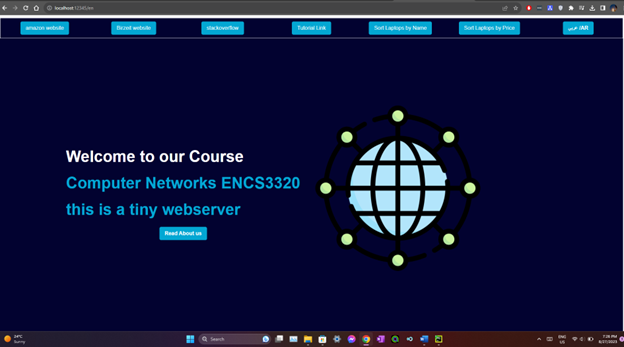 localhost:12345/en
amazon website
Birzeit website
stackoverflow
Tutorial Link
Sort Laptops by Name
Sort Laptops by Price
عربي /AR
Welcome to our Course
Computer Networks ENCS3320
this is a tiny webserver
Read About us
24°C
Sunny
Search
ENG
US
7:26 PM
6/27/2023